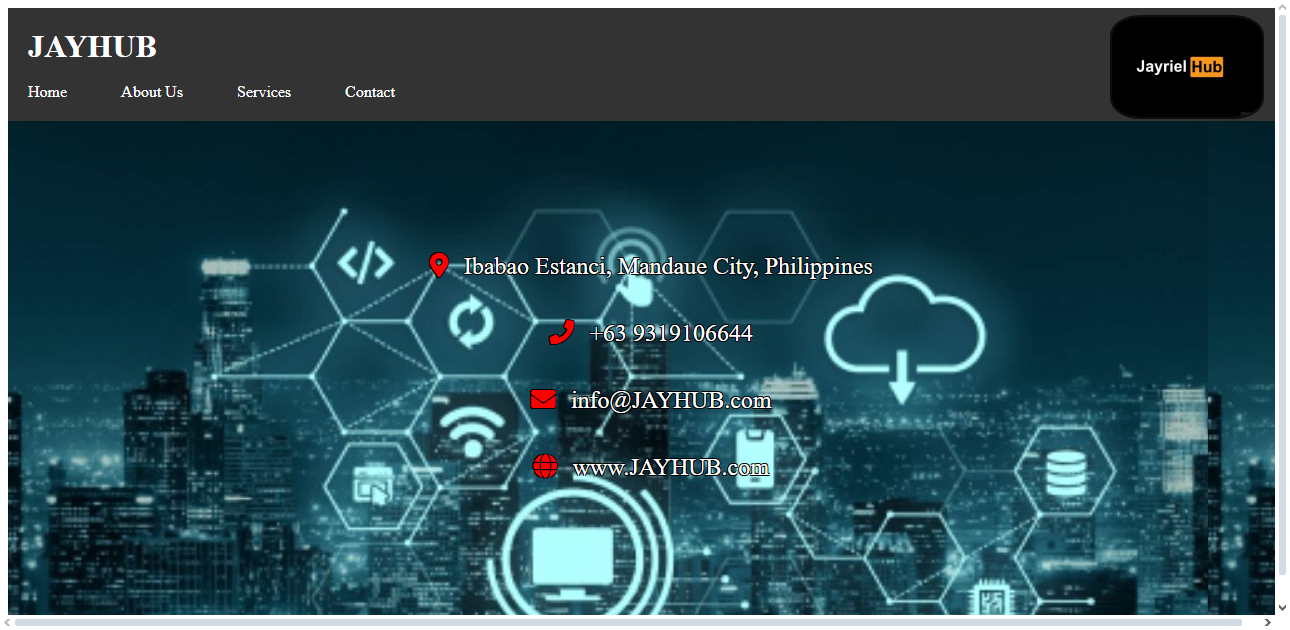 JAYHUB
Jayriel Hub
Home About Us Services Contact
Ibabao Estanci, Mandaue City, Philippines
+63 9319106644
info@JAYHUB.com
www.JAYHUB.com